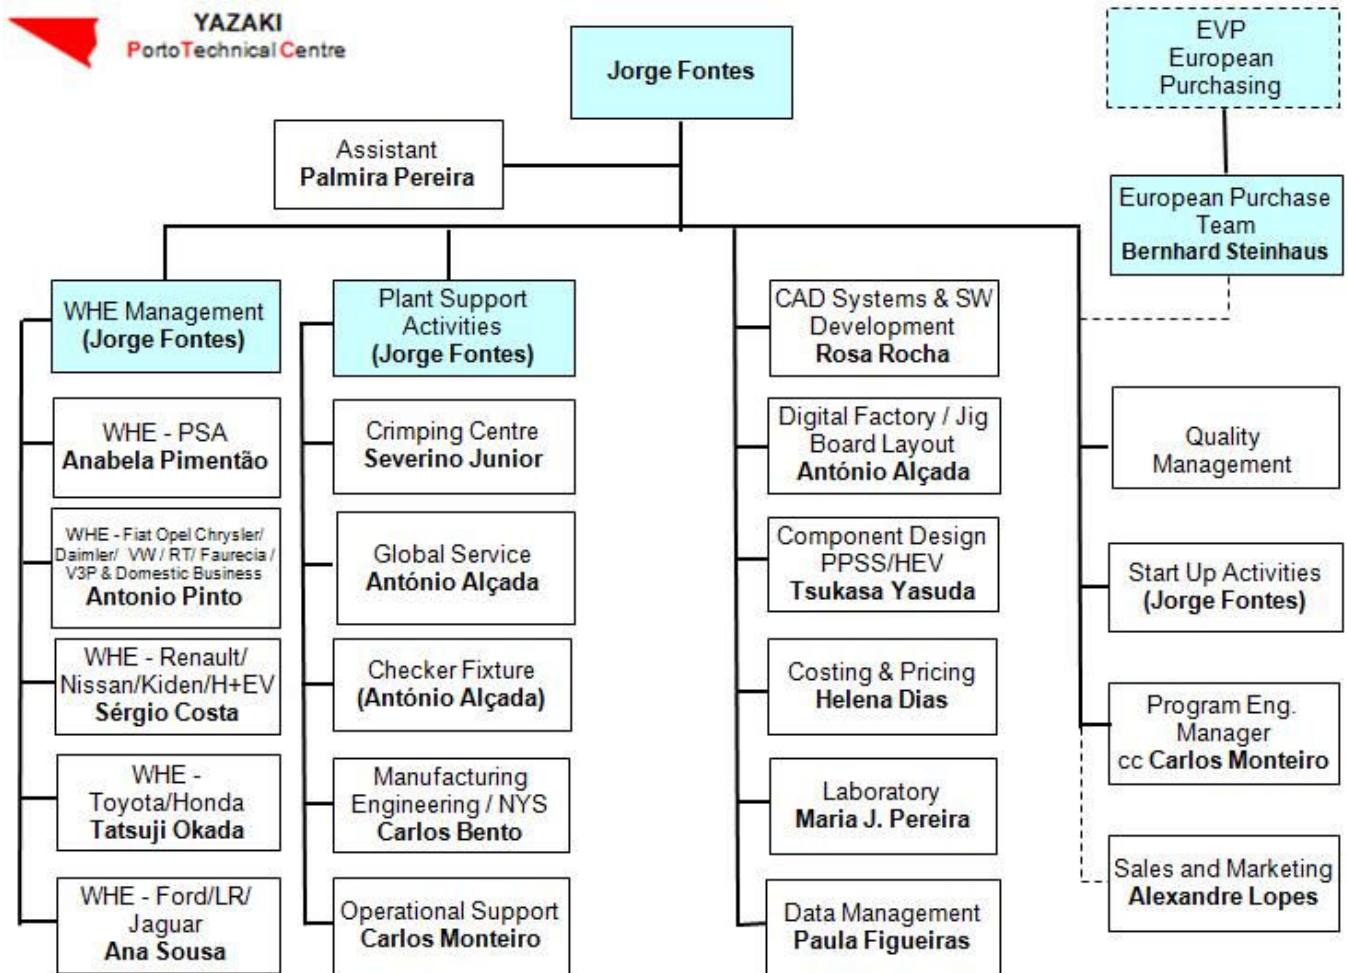 YAZAKI
PortoTechnical Centre
Jorge Fontes
EVP
European
Purchasing
Assistant
Palmira Pereira
European Purchase
Team
Bernhard Steinhaus
WHE Management
(Jorge Fontes)
WHE - PSA
Anabela Pimentão
WHE - Fiat Opel Chrysler/
Daimler/ VW / RT/ Faurecia /
V3P & Domestic Business
Antonio Pinto
WHE - Renault/
Nissan/Kiden/H+EV
Sérgio Costa
WHE -
Toyota/Honda
Tatsuji Okada
WHE - Ford/LR/
Jaguar
Ana Sousa
Plant Support
Activities
(Jorge Fontes)
Crimping Centre
Severino Junior
Global Service
António Alçada
Checker Fixture
(António Alçada)
Manufacturing
Engineering / NYS
Carlos Bento
Operational Support
Carlos Monteiro
CAD Systems & SW
Development
Rosa Rocha
Digital Factory / Jig
Board Layout
António Alçada
Component Design
PPSS/HEV
Tsukasa Yasuda
Costing & Pricing
Helena Dias
Laboratory
Maria J. Pereira
Data Management
Paula Figueiras
Quality
Management
Start Up Activities
(Jorge Fontes)
Program Eng.
Manager
cc Carlos Monteiro
Sales and Marketing
Alexandre Lopes